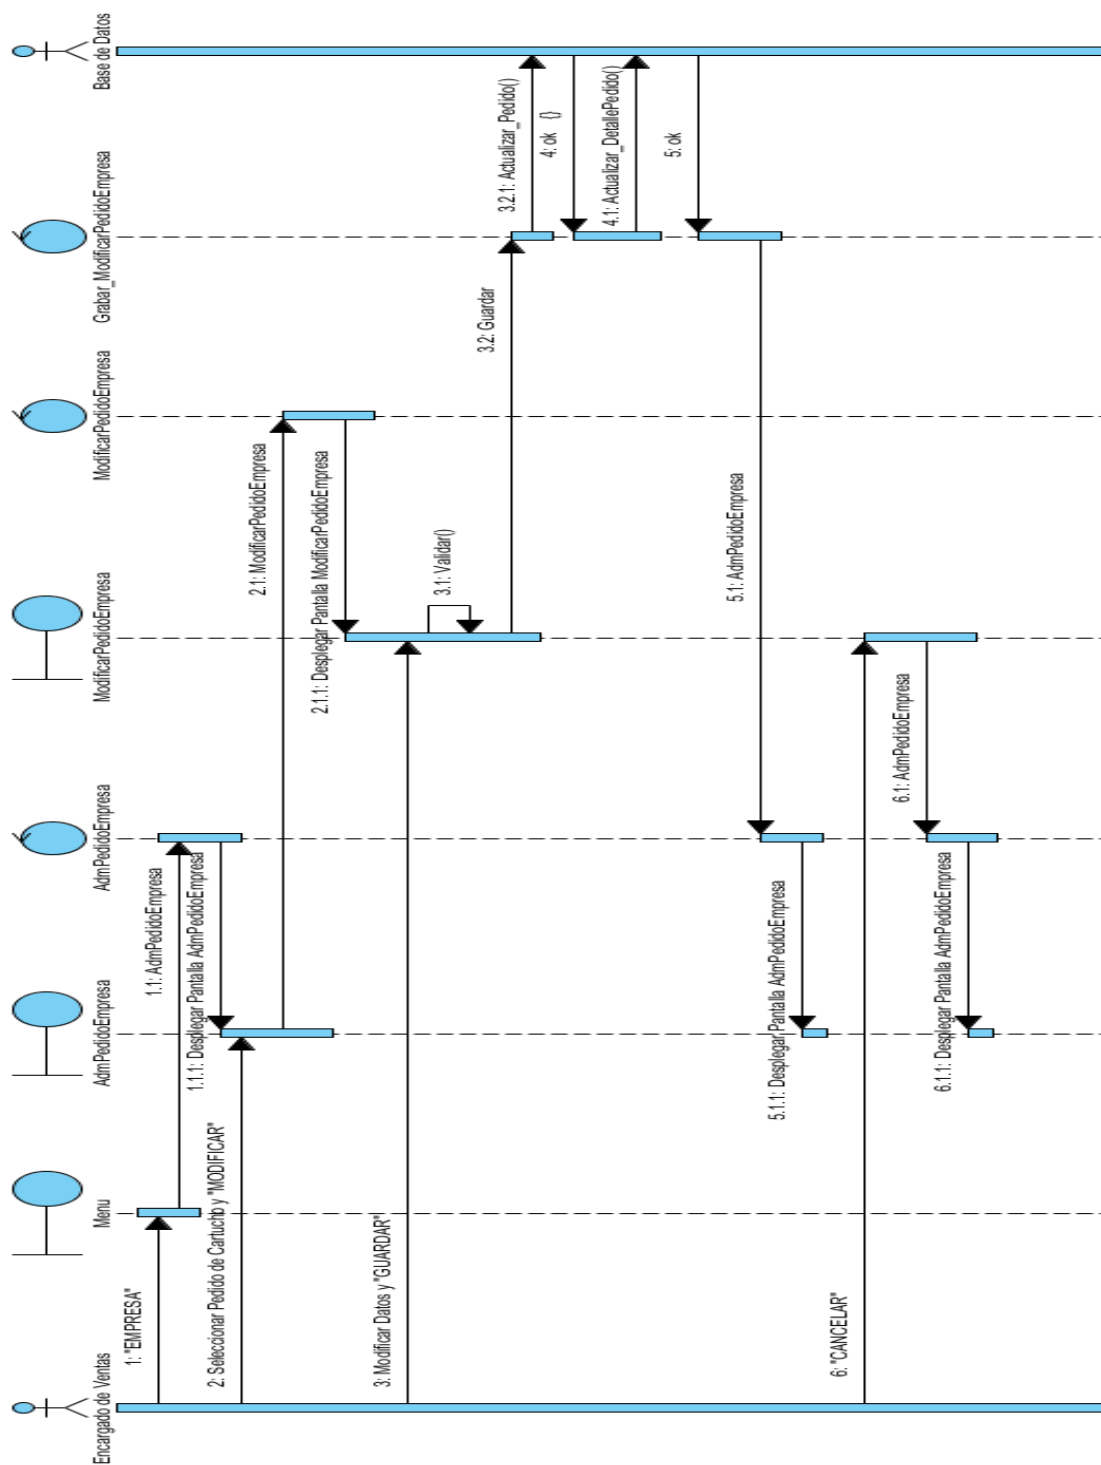 Encargado de Ventas
Menu
AdmPedidoEmpresa
AdmPedidoEmpresa
ModificarPedidoEmpresa
ModificarPedidoEmpresa
Grabar_ModificarPedidoEmpresa
Base de Datos
1: "EMPRESA"
1.1: AdmPedidoEmpresa
1.1.1: Desplegar Pantalla AdmPedidoEmpresa
2: Seleccionar Pedido de Cartucho y "MODIFICAR"
2.1: ModificarPedidoEmpresa
2.1.1: Desplegar Pantalla ModificarPedidoEmpresa
3: Modificar Datos y "GUARDAR"
3.1: Validar()
3.2: Guardar
3.2.1: Actualizar_Pedido()
4: ok {}
4.1: Actualizar_DetallePedido()
5: ok
5.1: AdmPedidoEmpresa
5.1.1: Desplegar Pantalla AdmPedidoEmpresa
6: "CANCELAR"
6.1: AdmPedidoEmpresa
6.1.1: Desplegar Pantalla AdmPedidoEmpresa